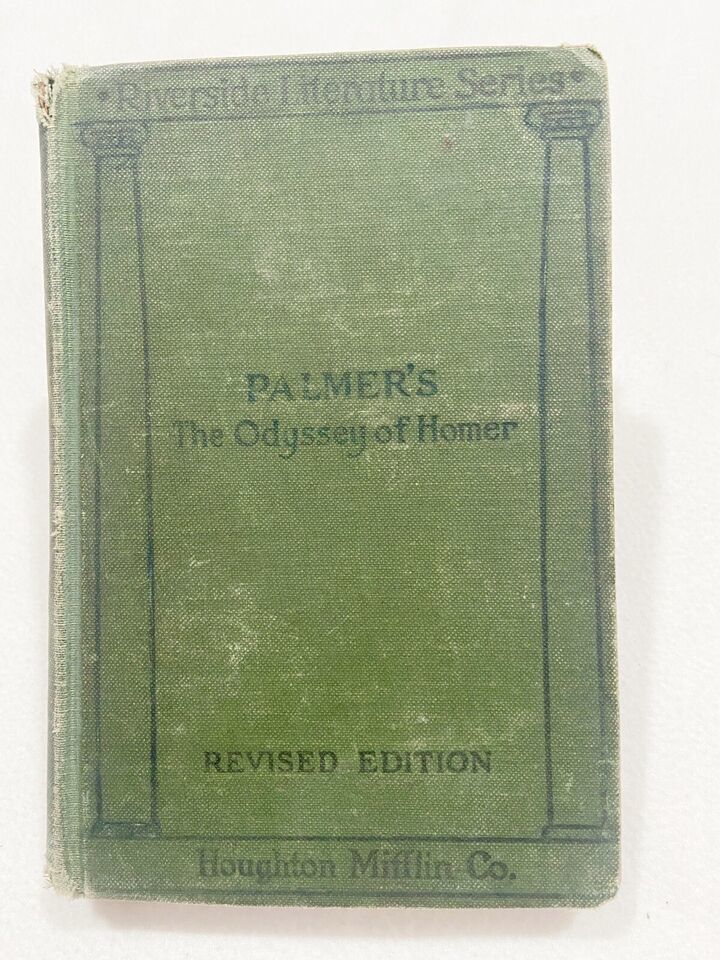 •Riverside Literature Series•
PALMER'S
The Odyssey of Homer
REVISED EDITION
Houghton Mifflin Co.